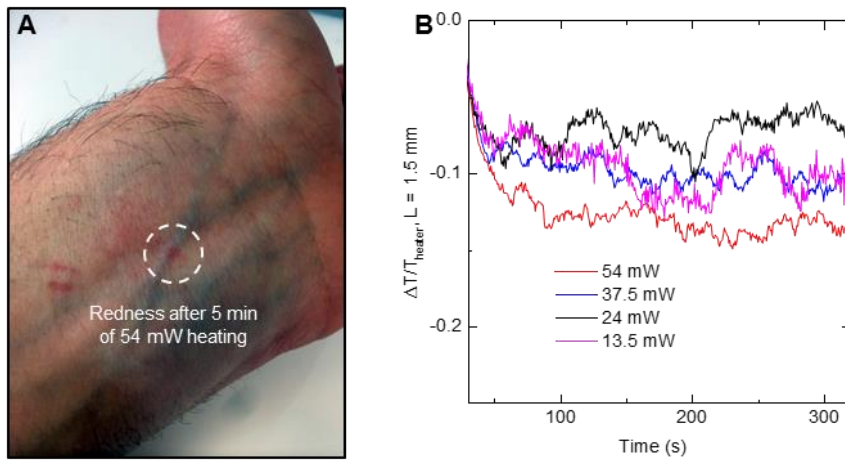 A
Redness after 5 min
of 54 mW heating
B
ΔT/T_heater, L = 1.5 mm
0.0
-0.1
-0.2
54 mW
37.5 mW
24 mW
13.5 mW
100
200
300
Time (s)